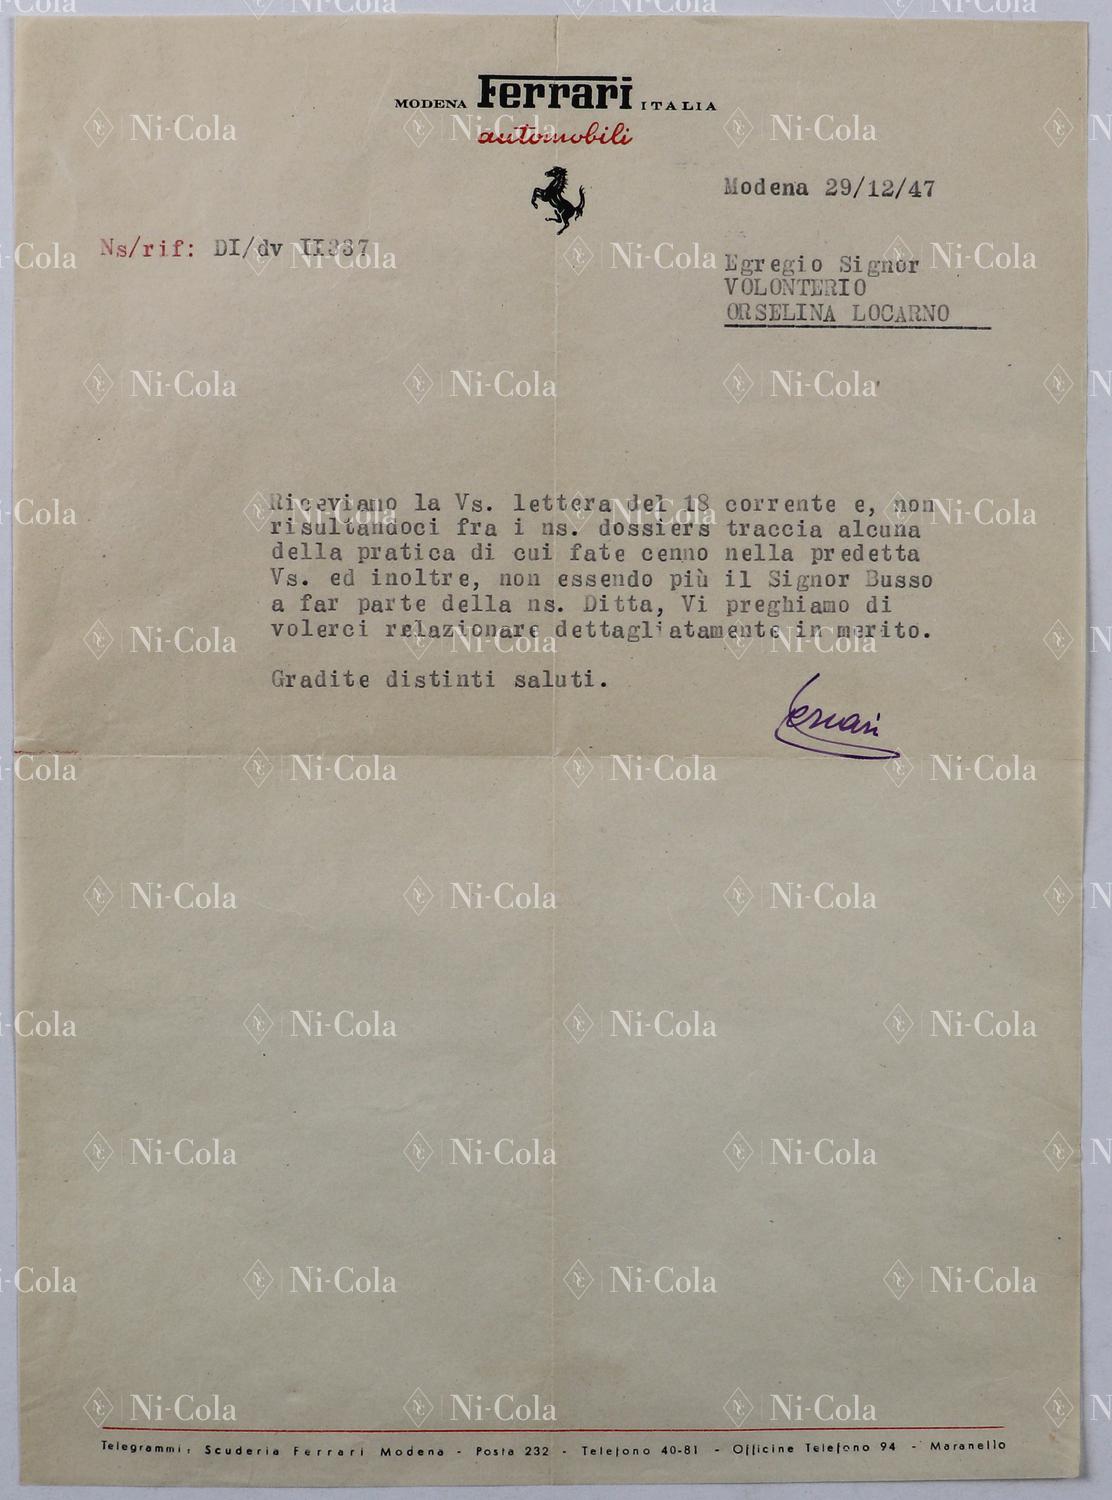 MODENA Ferrari ITALIA
automobili
Modena 29/12/47
Ns/rif: DI/dv II337
Egregio Signor
VOLONTERIO
ORSELINA LOCARNO
Riceviamo la Vs. lettera del 18 corrente e, non
risultandoci fra i ns. dossiers traccia alcuna
della pratica di cui fate cenno nella predetta
Vs. ed inoltre, non essendo più il Signor Busso
a far parte della ns. Ditta, Vi preghiamo di
volerci relazionare dettagliatamente in merito.
Gradite distinti saluti.
Ferrari
Telegrammi: Scuderia Ferrari Modena - Posta 232 - Telefono 40-81 - Officine Telefono 94 - Maranello
Ni-Cola